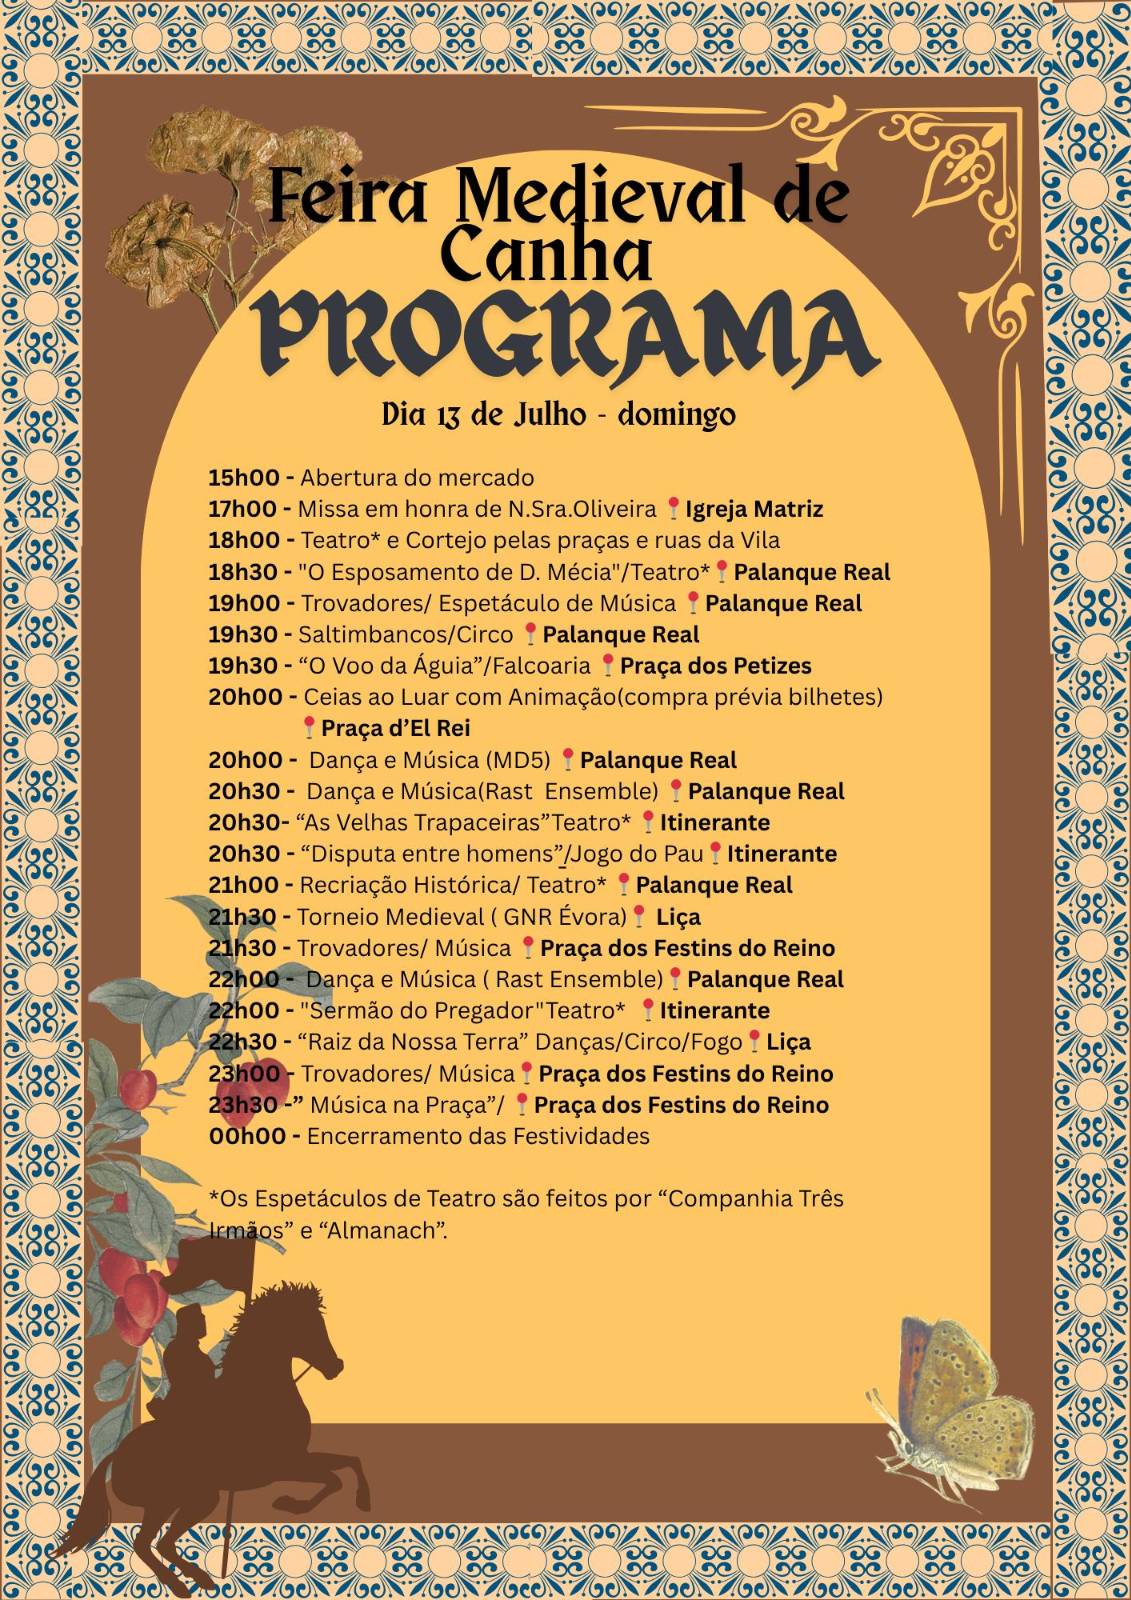 Feira Medieval de
Canha
PROGRAMA
Dia 13 de Julho - domingo
15h00 - Abertura do mercado
17h00 - Missa em honra de N.Sra.Oliveira 📍Igreja Matriz
18h00 - Teatro* e Cortejo pelas praças e ruas da Vila
18h30 - "O Esposamento de D. Mécia"/Teatro*📍Palanque Real
19h00 - Trovadores/ Espetáculo de Música 📍Palanque Real
19h30 - Saltimbancos/Circo 📍Palanque Real
19h30 - “O Voo da Águia”/Falcoaria 📍Praça dos Petizes
20h00 - Ceias ao Luar com Animação(compra prévia bilhetes)
📍Praça d’El Rei
20h00 - Dança e Música (MD5) 📍Palanque Real
20h30 - Dança e Música(Rast Ensemble) 📍Palanque Real
20h30- “As Velhas Trapaceiras”Teatro* 📍Itinerante
20h30 - “Disputa entre homens”/Jogo do Pau📍Itinerante
21h00 - Recriação Histórica/ Teatro* 📍Palanque Real
21h30 - Torneio Medieval ( GNR Évora)📍 Liça
21h30 - Trovadores/ Música 📍Praça dos Festins do Reino
22h00 - Dança e Música ( Rast Ensemble)📍Palanque Real
22h00 - "Sermão do Pregador"Teatro* 📍Itinerante
22h30 - “Raiz da Nossa Terra” Danças/Circo/Fogo📍Liça
23h00 - Trovadores/ Música📍Praça dos Festins do Reino
23h30 -” Música na Praça”/ 📍Praça dos Festins do Reino
00h00 - Encerramento das Festividades
*Os Espetáculos de Teatro são feitos por “Companhia Três
Irmãos” e “Almanach”.